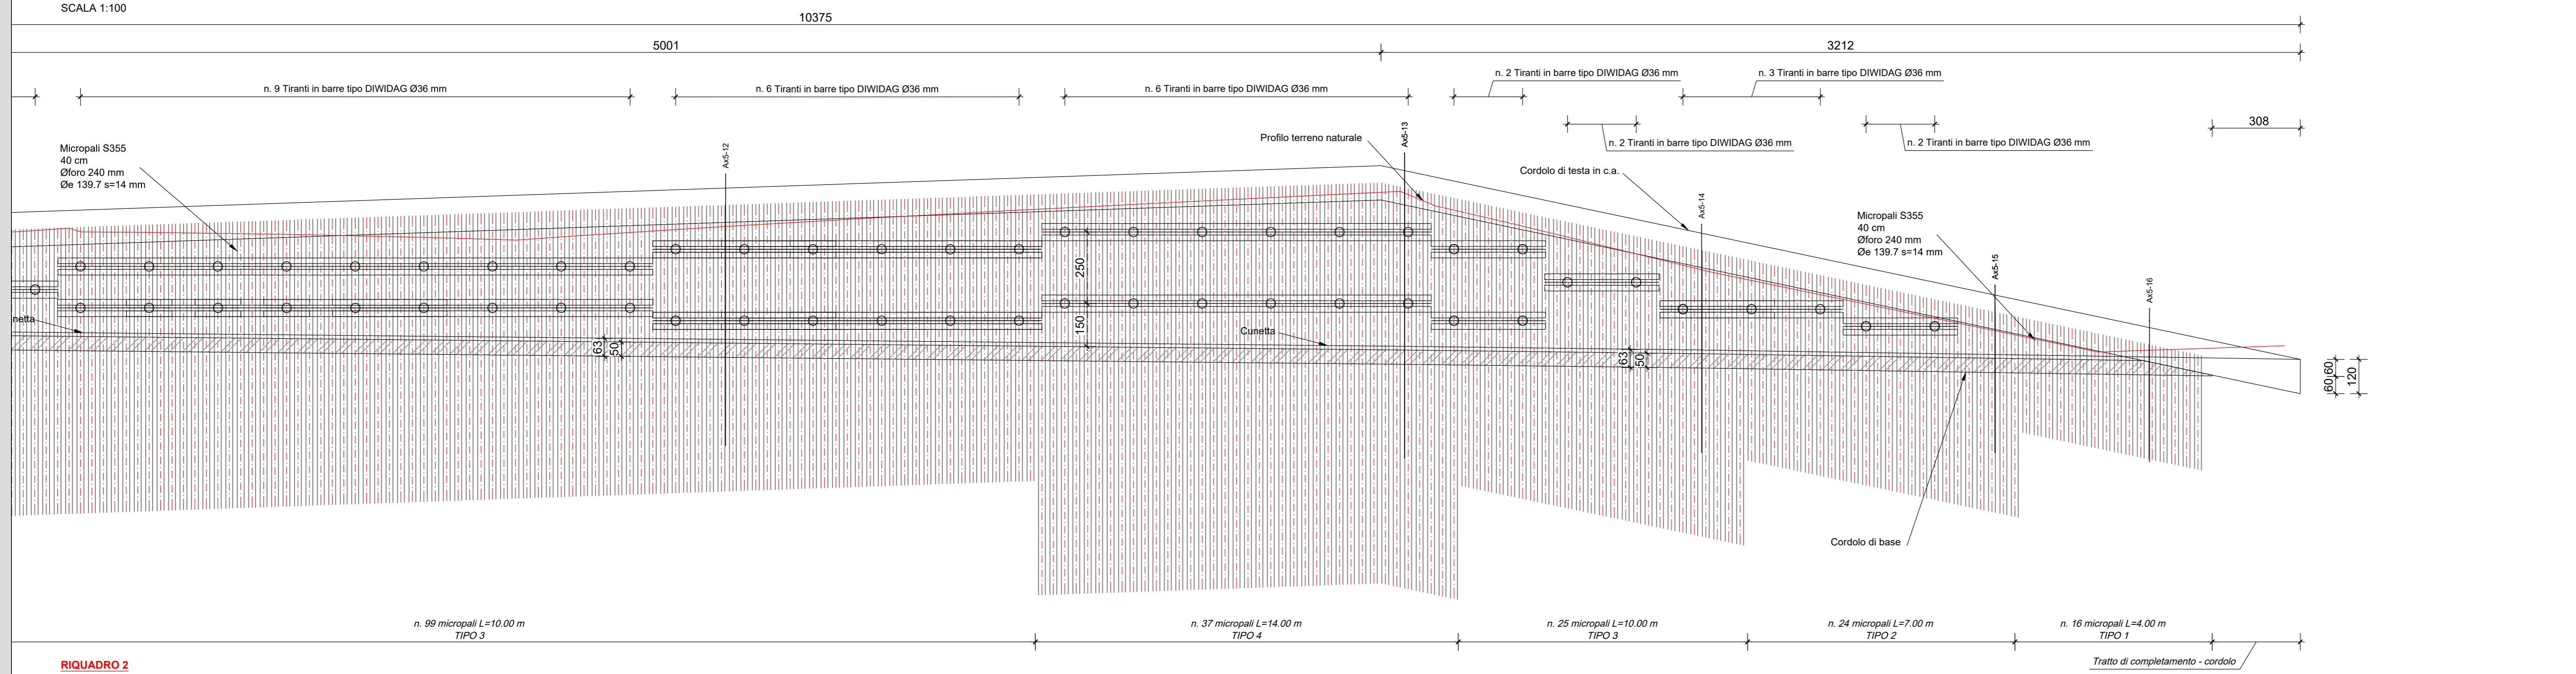 SCALA 1:100
10375
5001
3212
n. 9 Tiranti in barre tipo DIWIDAG Ø36 mm
n. 6 Tiranti in barre tipo DIWIDAG Ø36 mm
n. 6 Tiranti in barre tipo DIWIDAG Ø36 mm
n. 2 Tiranti in barre tipo DIWIDAG Ø36 mm
n. 3 Tiranti in barre tipo DIWIDAG Ø36 mm
n. 2 Tiranti in barre tipo DIWIDAG Ø36 mm
n. 2 Tiranti in barre tipo DIWIDAG Ø36 mm
308
Micropali S355
40 cm
Øforo 240 mm
Øe 139.7 s=14 mm
Ax5-12
Profilo terreno naturale
Ax5-13
Cordolo di testa in c.a.
Ax5-14
Micropali S355
40 cm
Øforo 240 mm
Øe 139.7 s=14 mm
Ax5-15
Ax5-16
netta
63
50
250
150
Cunetta
63
50
60
60
120
Cordolo di base
n. 99 micropali L=10.00 m
TIPO 3
n. 37 micropali L=14.00 m
TIPO 4
n. 25 micropali L=10.00 m
TIPO 3
n. 24 micropali L=7.00 m
TIPO 2
n. 16 micropali L=4.00 m
TIPO 1
Tratto di completamento - cordolo
RIQUADRO 2